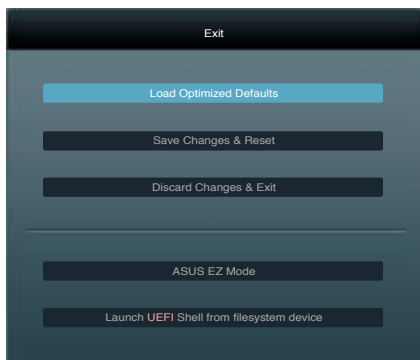 Exit
Load Optimized Defaults
Save Changes & Reset
Discard Changes & Exit
ASUS EZ Mode
Launch UEFI Shell from filesystem device